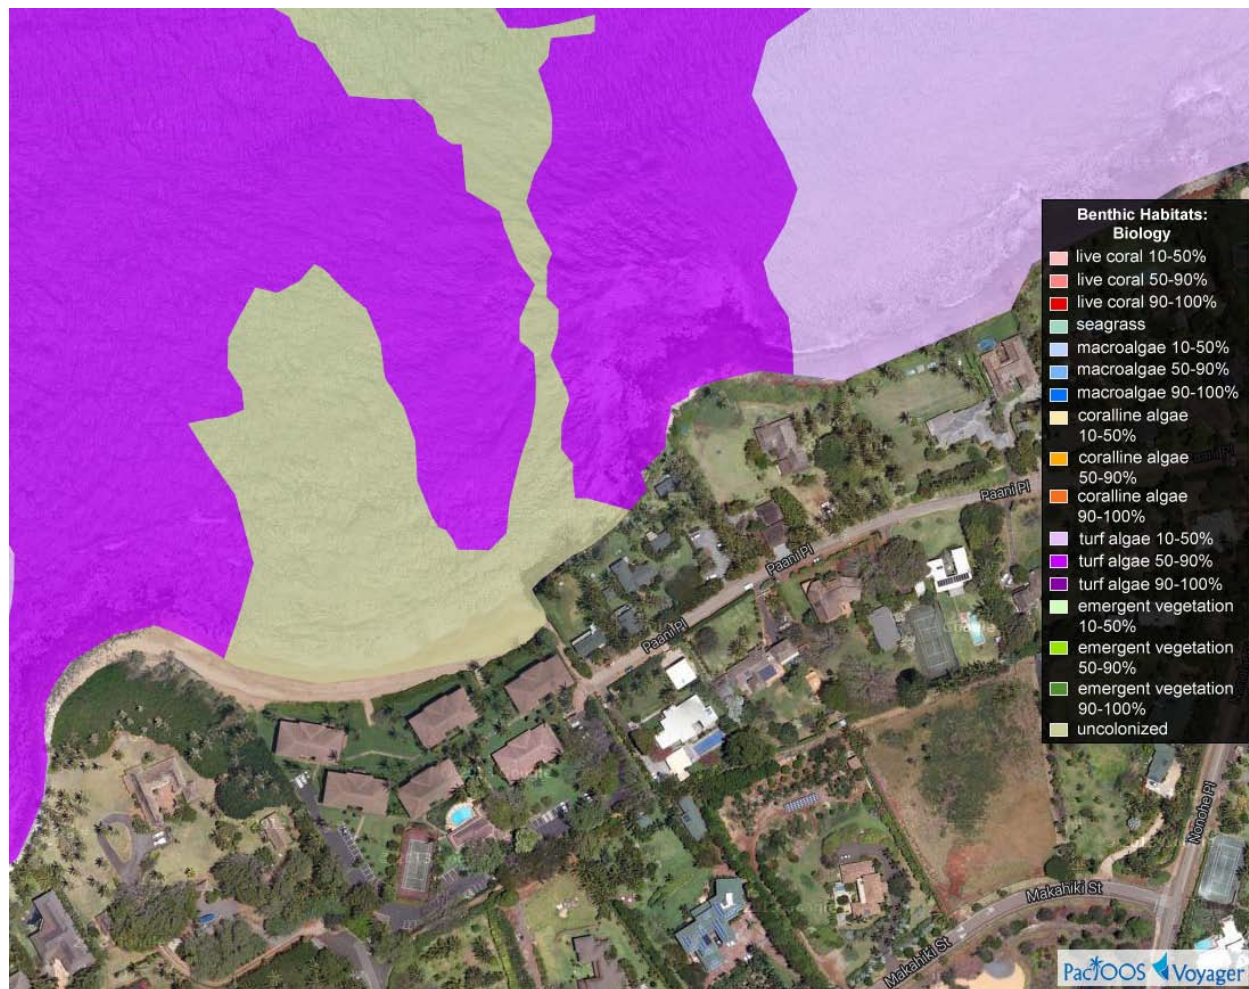 Benthic Habitats:
Biology
live coral 10-50%
live coral 50-90%
live coral 90-100%
seagrass
macroalgae 10-50%
macroalgae 50-90%
macroalgae 90-100%
coralline algae
10-50%
coralline algae
50-90%
coralline algae
90-100%
turf algae 10-50%
turf algae 50-90%
turf algae 90-100%
emergent vegetation
10-50%
emergent vegetation
50-90%
emergent vegetation
90-100%
uncolonized
Paani Pl
Paani Pl
Paani Pl
Paani Pl
Nonohe Pl
Makahiki St
Makahiki St
PacIOOS Voyager